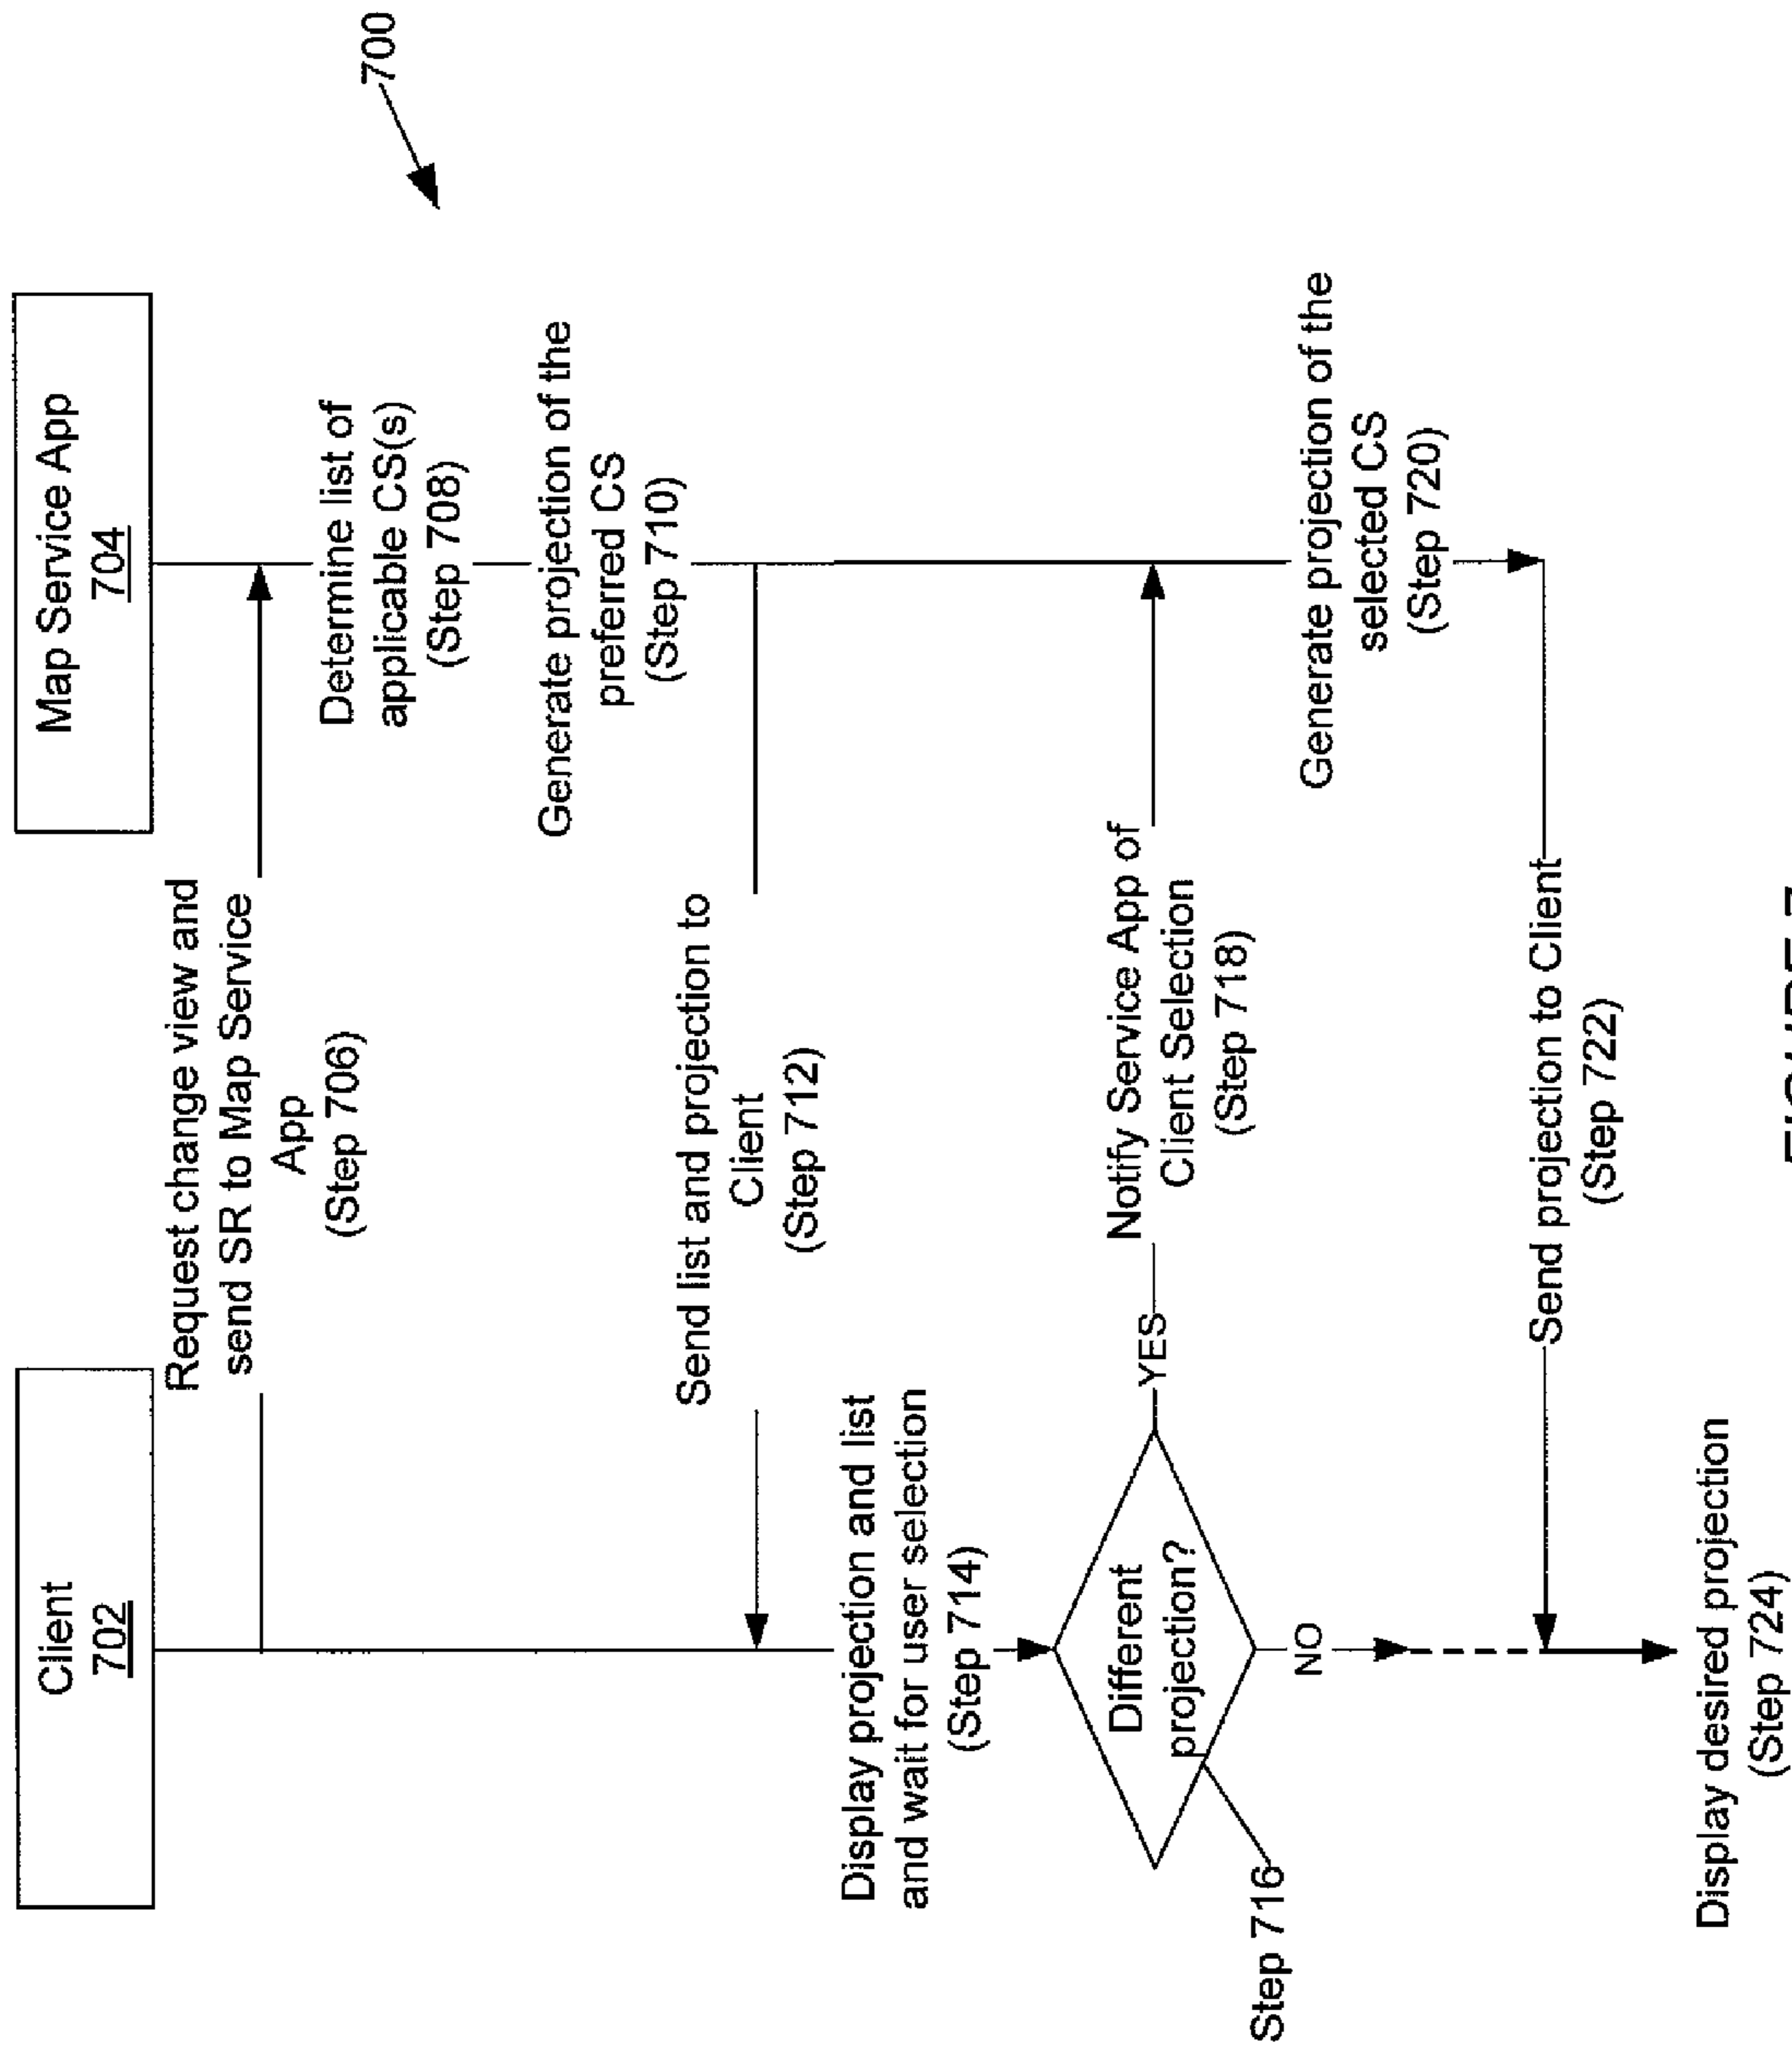 Client
702
Map Service App
704
700
Request change view and
send SR to Map Service
App
(Step 706)
Determine list of
applicable CS(s)
(Step 708)
Generate projection of the
preferred CS
(Step 710)
Send list and projection to
Client
(Step 712)
Display projection and list
and wait for user selection
(Step 714)
Different
projection?
Step 716
YES
NO
Notify Service App of
Client Selection
(Step 718)
Generate projection of the
selected CS
(Step 720)
Send projection to Client
(Step 722)
Display desired projection
(Step 724)